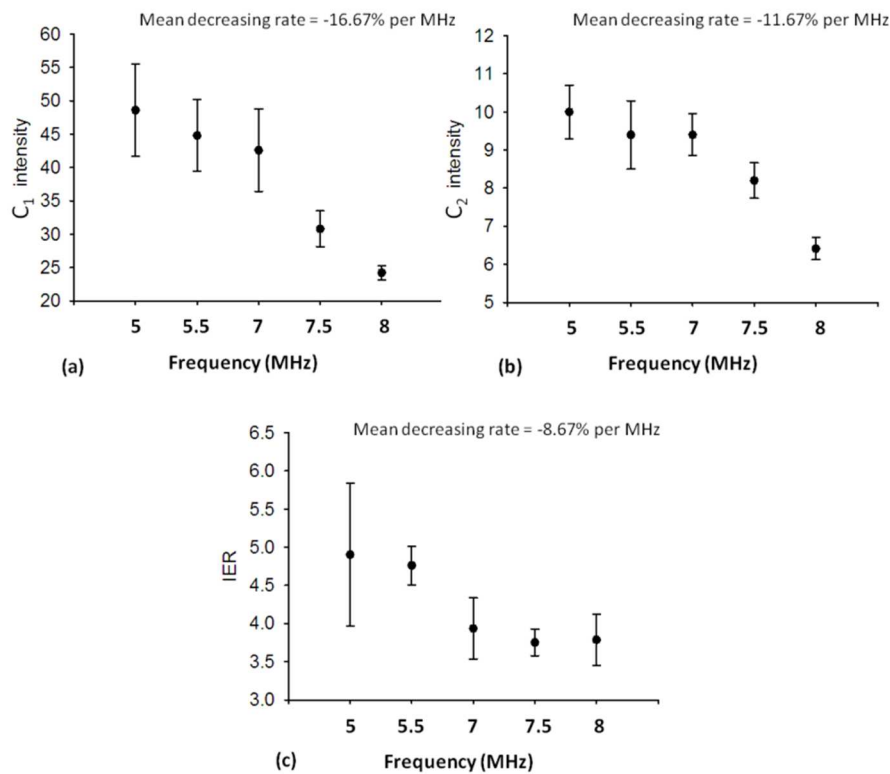 Mean decreasing rate = -16.67% per MHz
60
55
50
45
40
35
30
25
20
C1 intensity
5 5.5 7 7.5 8
(a) Frequency (MHz)
Mean decreasing rate = -11.67% per MHz
12
11
10
9
8
7
6
5
C2 intensity
5 5.5 7 7.5 8
(b) Frequency (MHz)
Mean decreasing rate = -8.67% per MHz
6.5
6.0
5.5
5.0
4.5
4.0
3.5
3.0
IER
5 5.5 7 7.5 8
(c) Frequency (MHz)